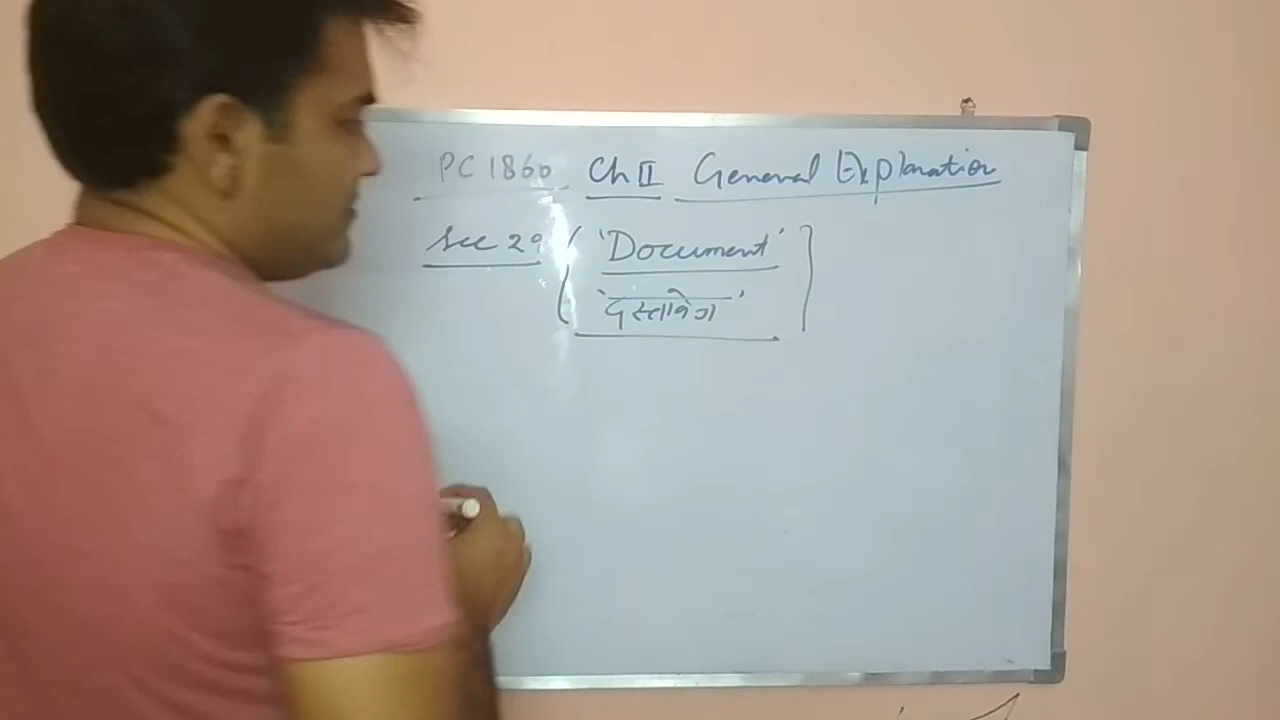 PC 1860 Ch II General Explanation
Sec 29 ( 'Document' ]
'दस्तावेज'